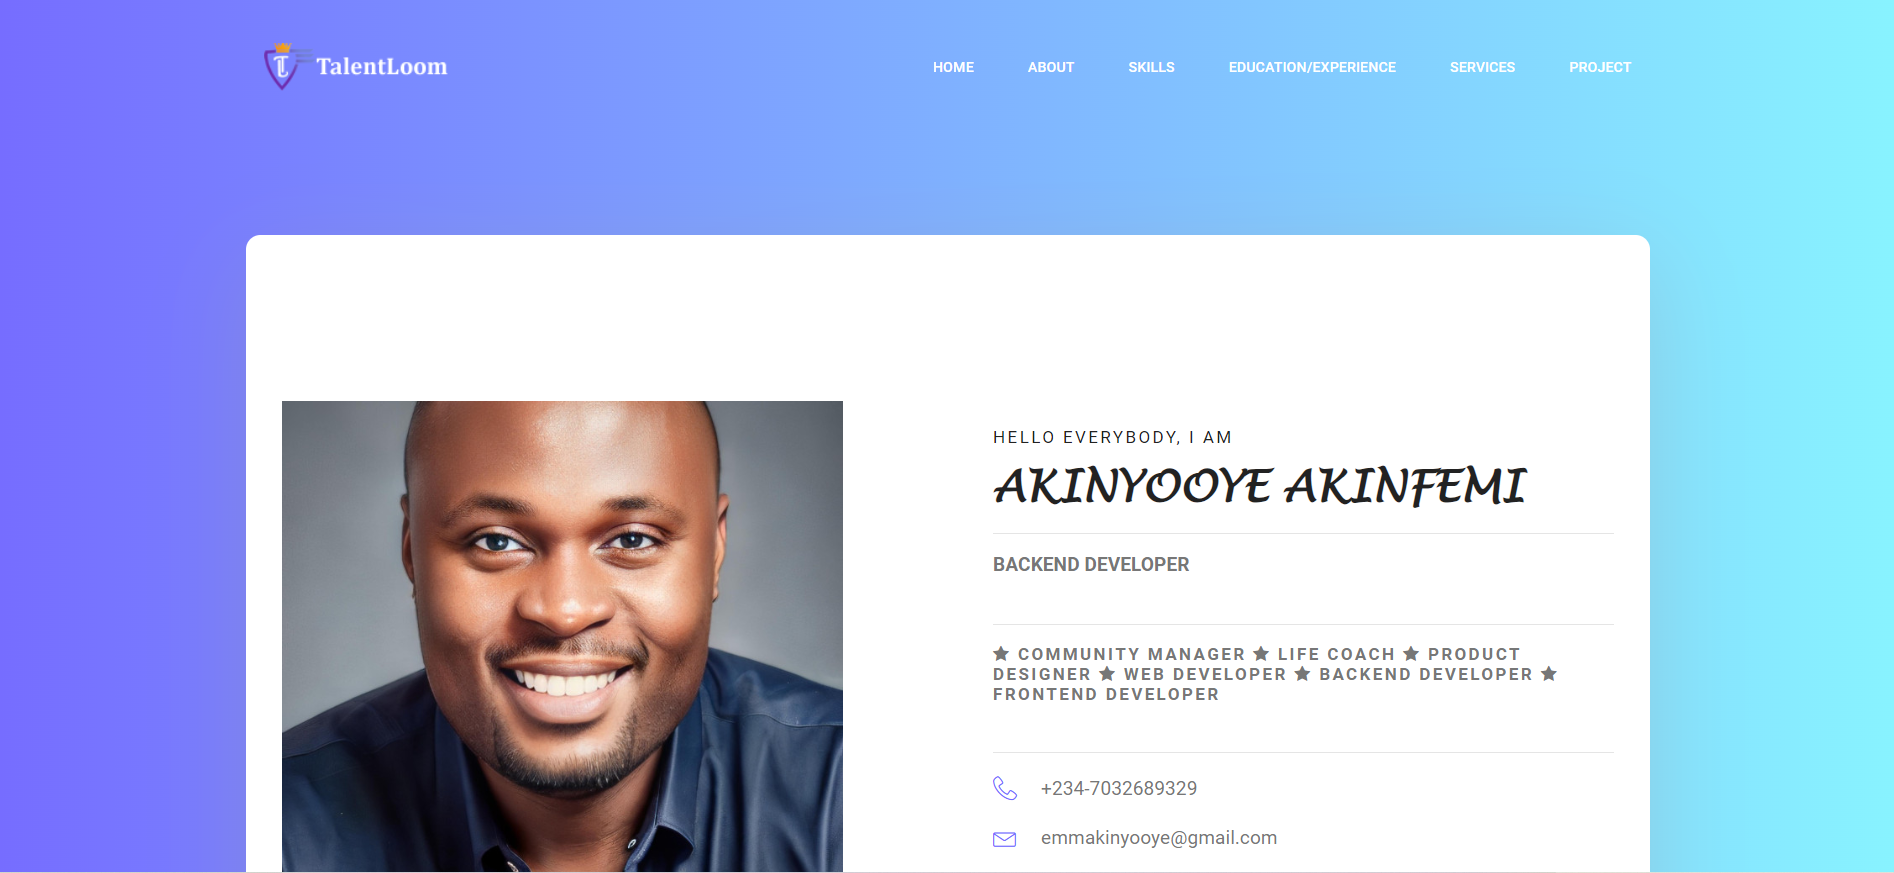 TalentLoom
HOME ABOUT SKILLS EDUCATION/EXPERIENCE SERVICES PROJECT
HELLO EVERYBODY, I AM
AKINYOOYE AKINFEMI
BACKEND DEVELOPER
★ COMMUNITY MANAGER ★ LIFE COACH ★ PRODUCT
DESIGNER ★ WEB DEVELOPER ★ BACKEND DEVELOPER ★
FRONTEND DEVELOPER
+234-7032689329
emmakinyooye@gmail.com